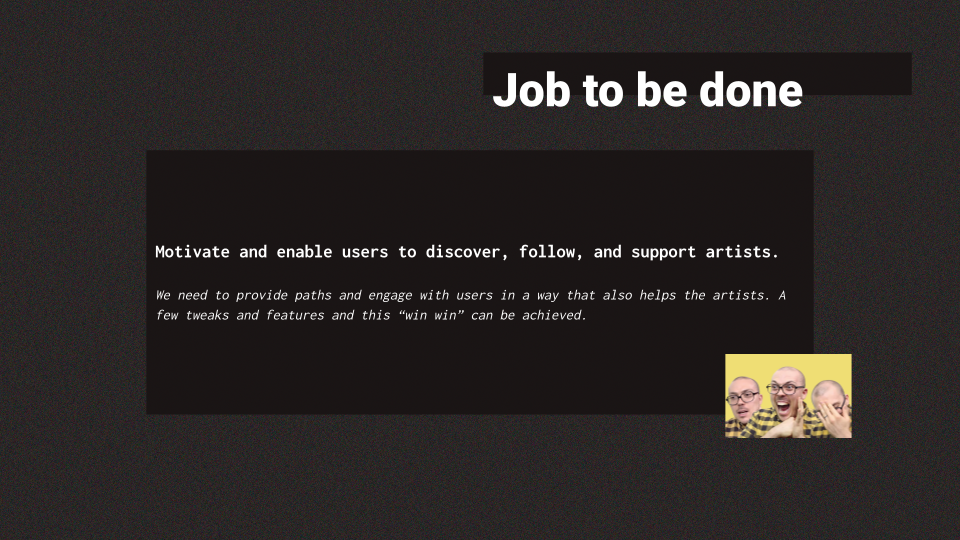 Job to be done
Motivate and enable users to discover, follow, and support artists.
We need to provide paths and engage with users in a way that also helps the artists. A
few tweaks and features and this “win win” can be achieved.